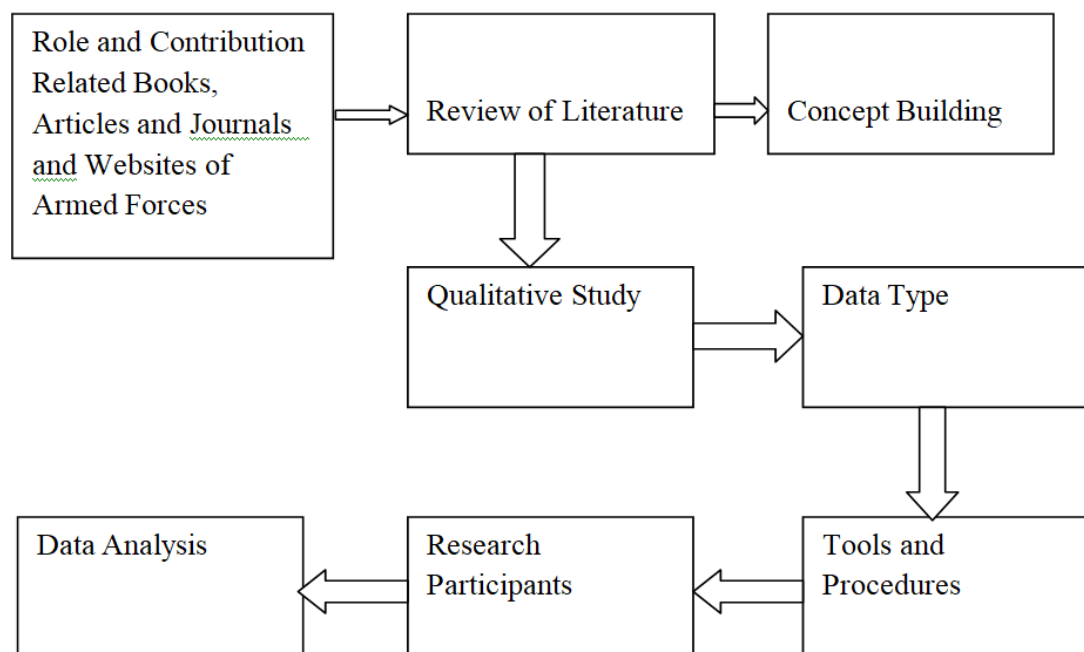 Role and Contribution
Related Books,
Articles and Journals
and Websites of
Armed Forces
Review of Literature
Concept Building
Qualitative Study
Data Type
Data Analysis
Research
Participants
Tools and
Procedures